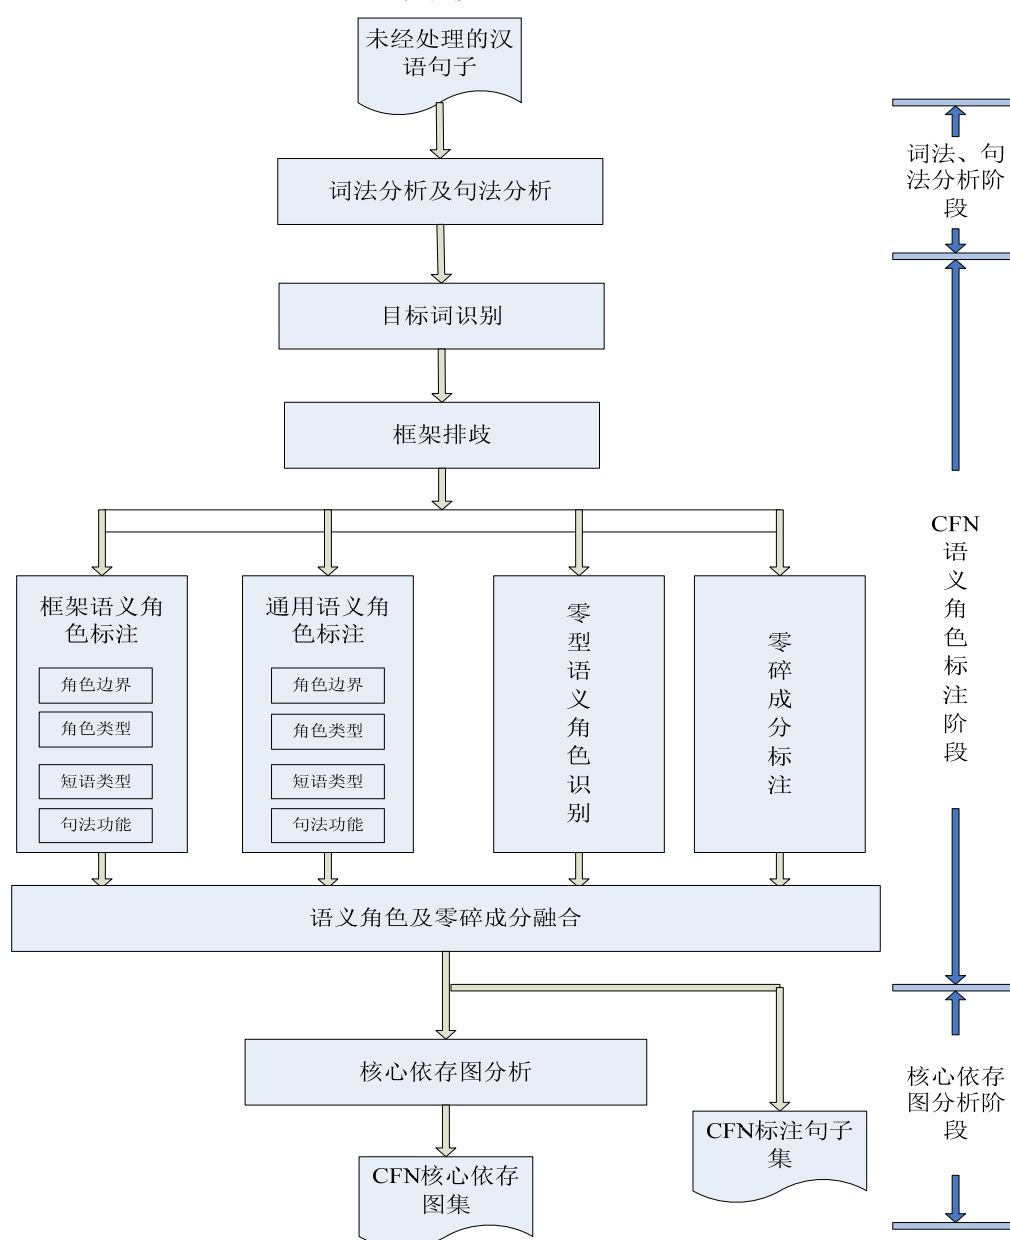 未经处理的汉
语句子
词法分析及句法分析
目标词识别
框架排歧
框架语义角
色标注
角色边界
角色类型
短语类型
句法功能
通用语义角
色标注
角色边界
角色类型
短语类型
句法功能
零型语义角色识别
零碎成分标注
语义角色及零碎成分融合
核心依存图分析
CFN标注句子
集
CFN核心依存
图集
词法、句
法分析阶
段
CFN
语义角色标注阶段
核心依存
图分析阶
段